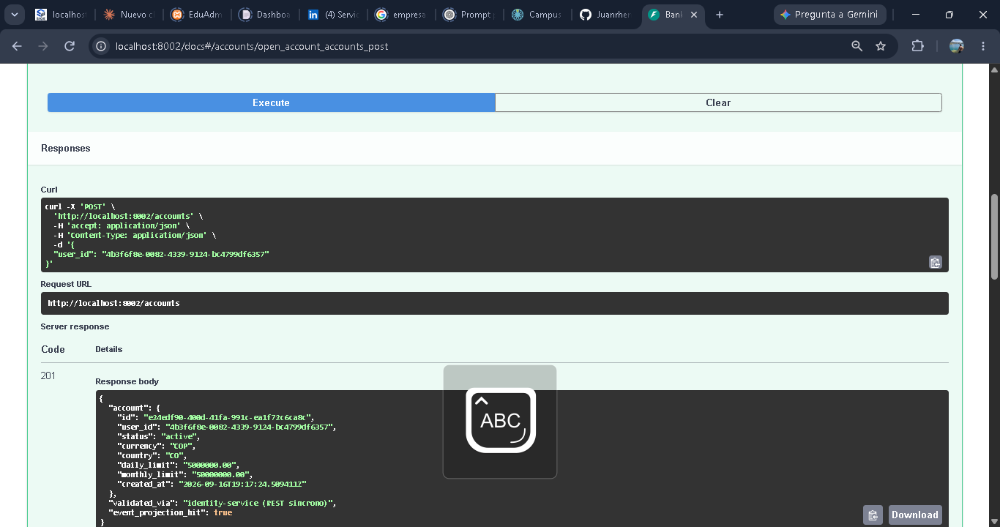 localhos
Nuevo c
EduAdm
Dashboa
(4) Servic
empresa
Prompt
Campus
Juanrhen
Bank
Pregunta a Gemini
localhost:8002/docs#/accounts/open_account_accounts_post
Execute
Clear
Responses
Curl
curl -X 'POST' \
'http://localhost:8002/accounts' \
-H 'accept: application/json' \
-H 'Content-Type: application/json' \
-d '{
"user_id": "4b3f6f8e-0082-4339-9124-bc4799df6357"
}'
Request URL
http://localhost:8002/accounts
Server response
Code
Details
201
Response body
{
"account": {
"id": "e24edf90-400d-41fa-991c-ea1f72c6ca8c",
"user_id": "4b3f6f8e-0082-4339-9124-bc4799df6357",
"status": "active",
"currency": "COP",
"country": "CO",
"daily_limit": "5000000.00",
"monthly_limit": "50000000.00",
"created_at": "2026-09-16T19:17:24.509411Z"
},
"validated_via": "identity-service (REST sincrono)",
"event_projection_hit": true
}
ABC
Download